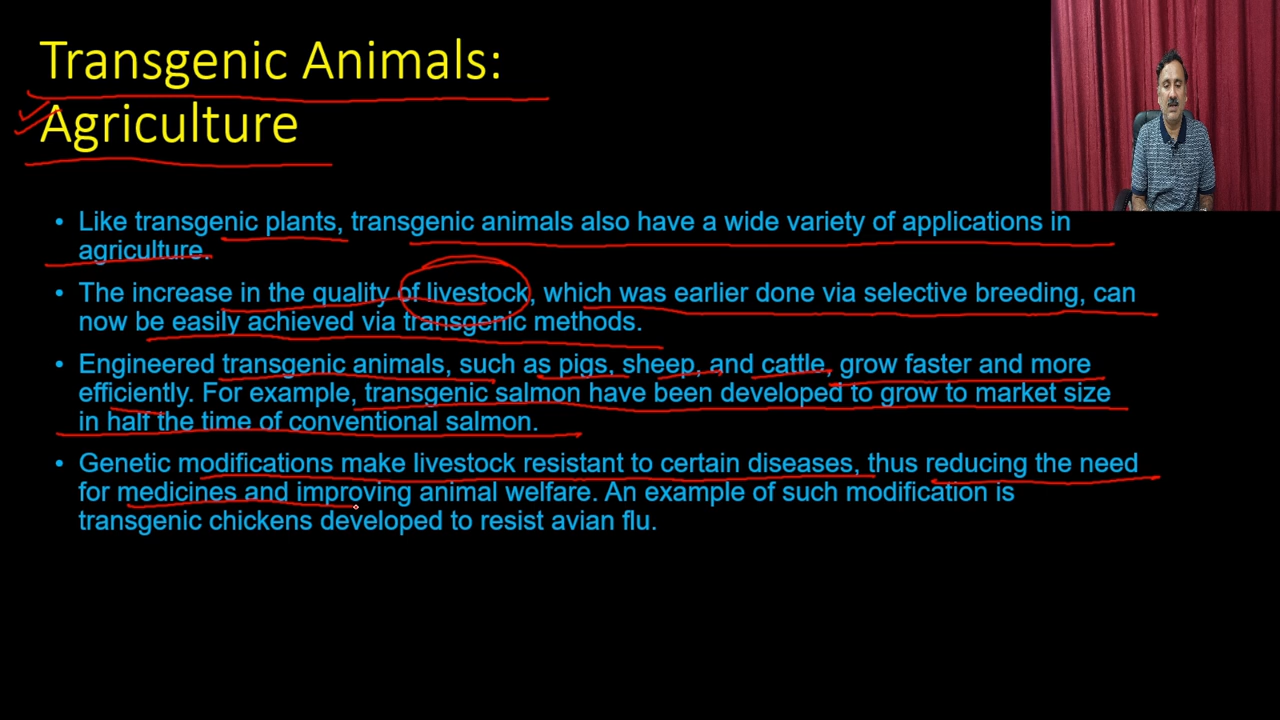 Transgenic Animals:
Agriculture
• Like transgenic plants, transgenic animals also have a wide variety of applications in
agriculture.
• The increase in the quality of livestock, which was earlier done via selective breeding, can
now be easily achieved via transgenic methods.
• Engineered transgenic animals, such as pigs, sheep, and cattle, grow faster and more
efficiently. For example, transgenic salmon have been developed to grow to market size
in half the time of conventional salmon.
• Genetic modifications make livestock resistant to certain diseases, thus reducing the need
for medicines and improving animal welfare. An example of such modification is
transgenic chickens developed to resist avian flu.